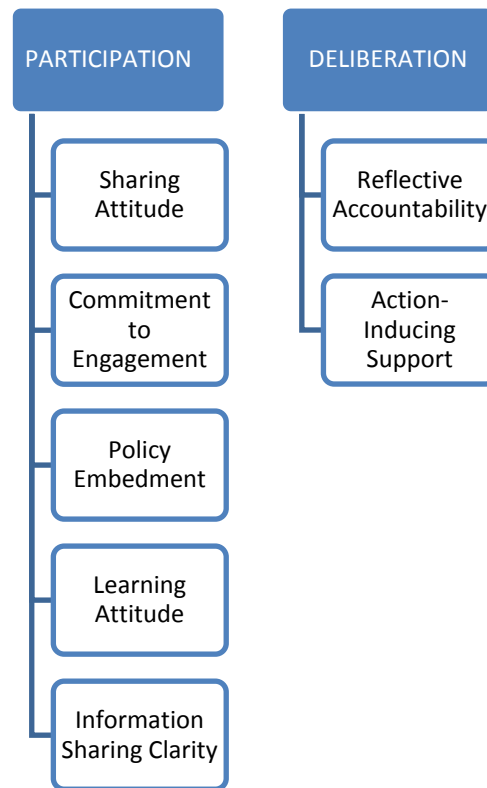 PARTICIPATION
Sharing
Attitude
Commitment
to
Engagement
Policy
Embedment
Learning
Attitude
Information
Sharing Clarity
DELIBERATION
Reflective
Accountability
Action-
Inducing
Support